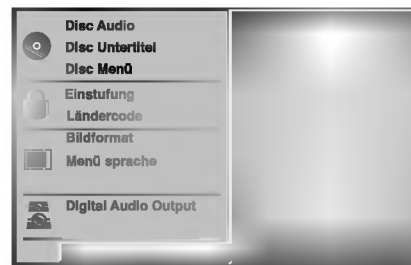 Disc Audio
Disc Untertitel
Disc Menü
Einstufung
Ländercode
Bildformat
Menü sprache
Digital Audio Output